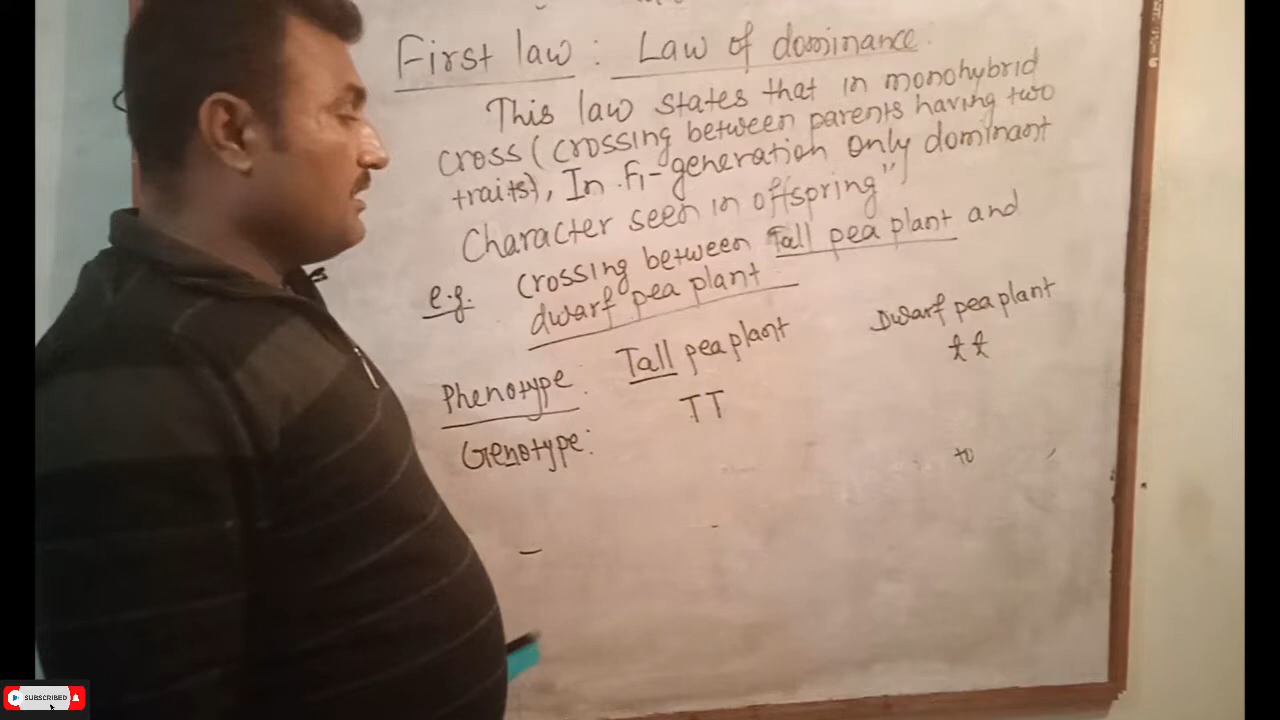 First law : Law of dominance.
This law states that in monohybrid
cross (crossing between parents having two
traits), In F1-generation only dominant
Character seen in offspring"
e.g. crossing between Tall pea plant and
dwarf pea plant
Phenotype: Tall pea plant Dwarf pea plant
Genotype: TT tt
SUBSCRIBED